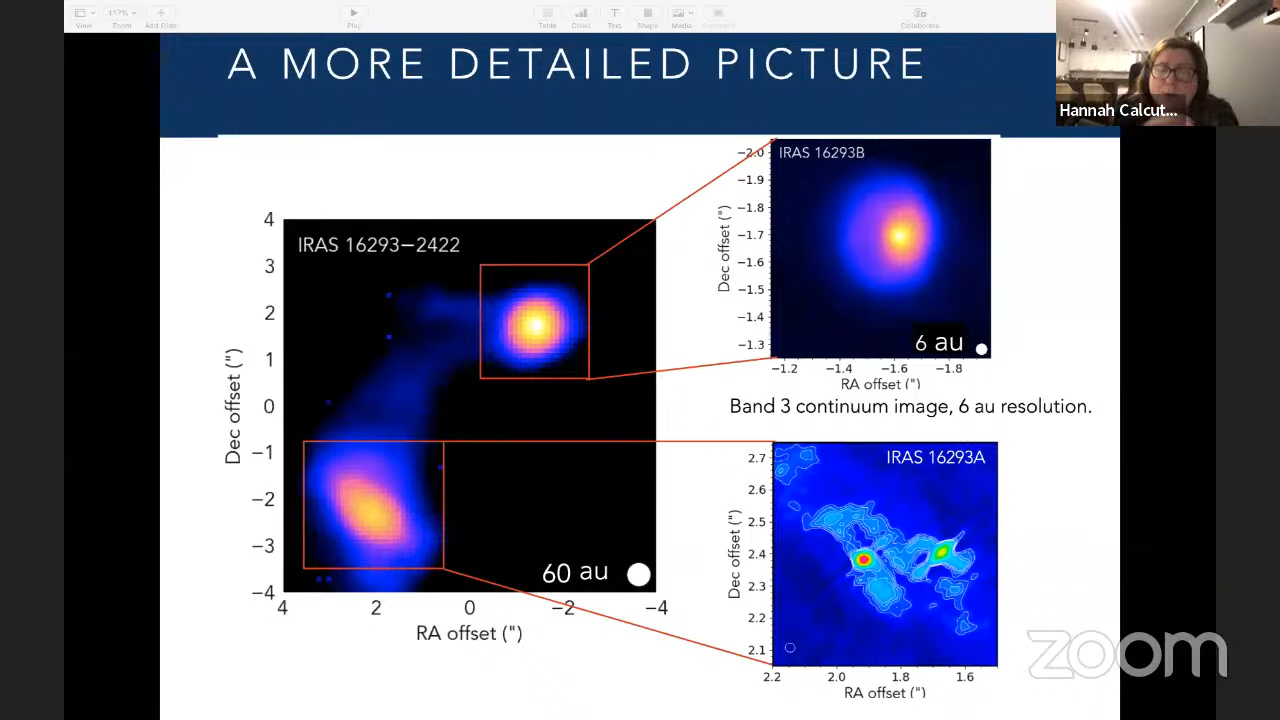 View
117%
Zoom
Add Slide
Play
Table
Chart
Text
Shape
Media
Comment
Collaborate
A MORE DETAILED PICTURE
Hannah Calcut...
IRAS 16293−2422
4
3
2
1
0
−1
−2
−3
−4
Dec offset (")
4
2
0
−2
−4
RA offset (")
60 au
IRAS 16293B
−2.0
−1.9
−1.8
−1.7
−1.6
−1.5
−1.4
−1.3
Dec offset (")
6 au
−1.2
−1.4
−1.6
−1.8
RA offset (")
Band 3 continuum image, 6 au resolution.
IRAS 16293A
2.7
2.6
2.5
2.4
2.3
2.2
2.1
Dec offset (")
2.2
2.0
1.8
1.6
RA offset (")
zoom